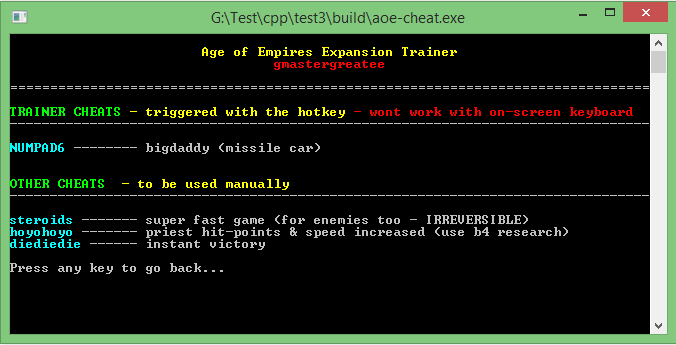 G:\Test\cpp\test3\build\aoe-cheat.exe
Age of Empires Expansion Trainer
gmastergreatee
================================================================================
TRAINER CHEATS - triggered with the hotkey - wont work with on-screen keyboard
--------------------------------------------------------------------------------
NUMPAD6 -------- bigdaddy (missile car)
OTHER CHEATS  - to be used manually
--------------------------------------------------------------------------------
steroids ------- super fast game (for enemies too - IRREVERSIBLE)
hoyohoyo ------- priest hit-points & speed increased (use b4 research)
diediedie ------ instant victory
Press any key to go back...